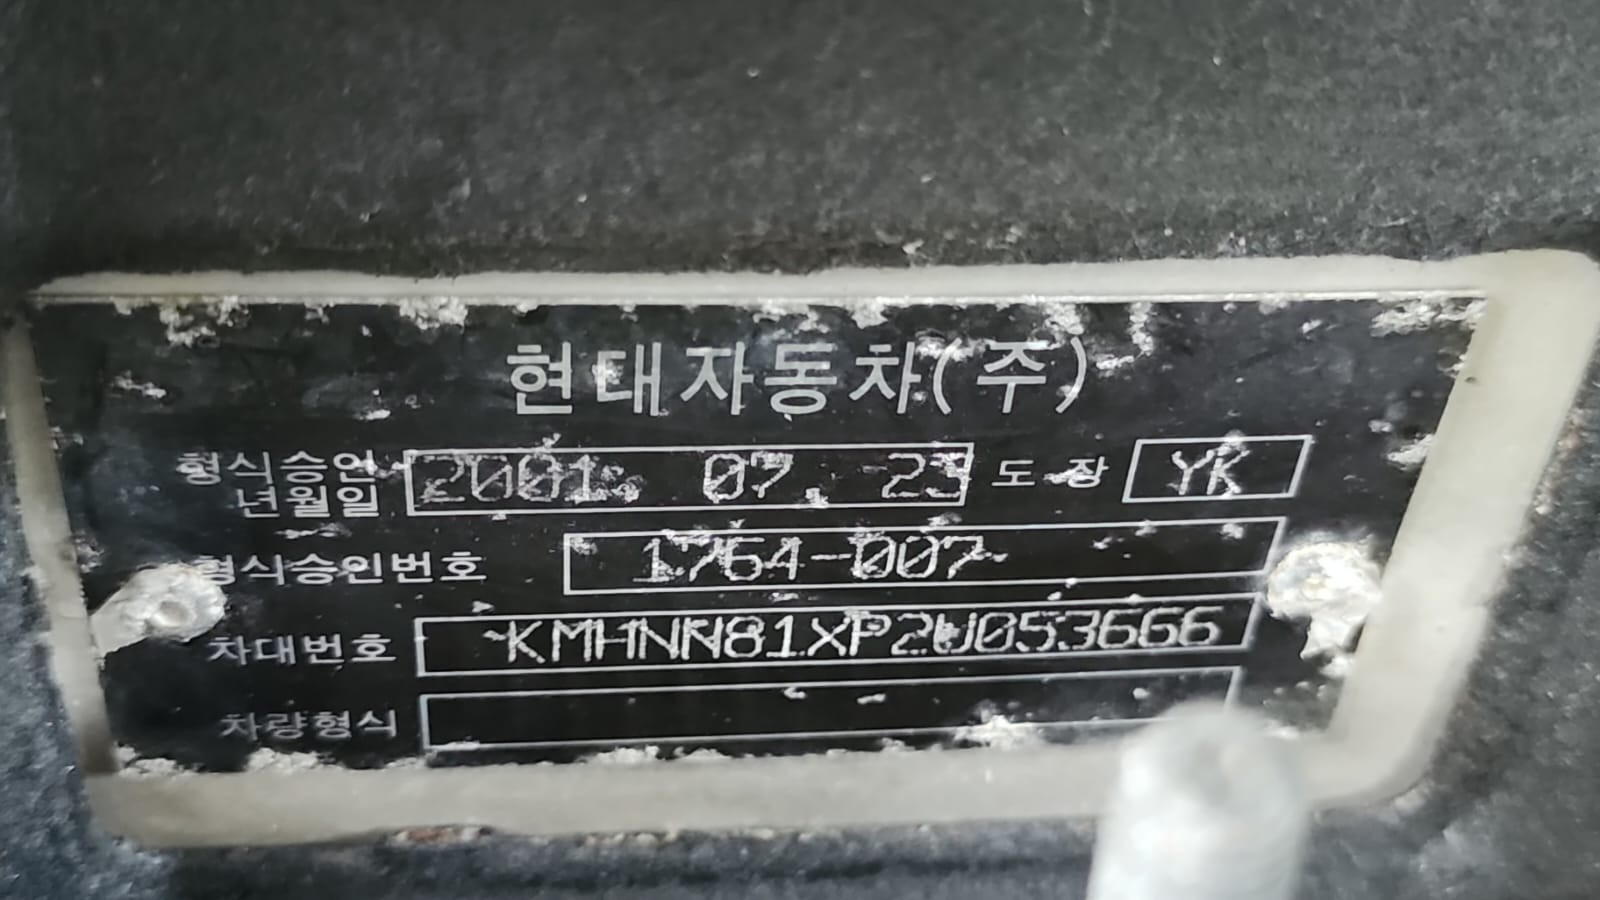 현대자동차(주)
형식승인 년월일 2001. 07. 23 도 장 YK
형식승인번호 1764-007
차대번호 KMHNN81XP2U053666
차량형식